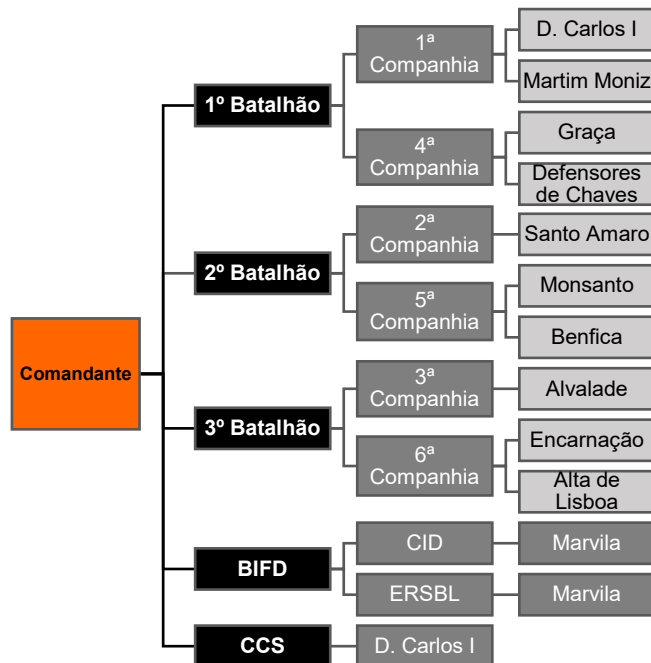 Comandante
1º Batalhão
1ª
Companhia
D. Carlos I
Martim Moniz
4ª
Companhia
Graça
Defensores
de Chaves
2º Batalhão
2ª
Companhia
Santo Amaro
5ª
Companhia
Monsanto
Benfica
3º Batalhão
3ª
Companhia
Alvalade
6ª
Companhia
Encarnação
Alta de
Lisboa
BIFD
CID
Marvila
ERSBL
Marvila
CCS
D. Carlos I